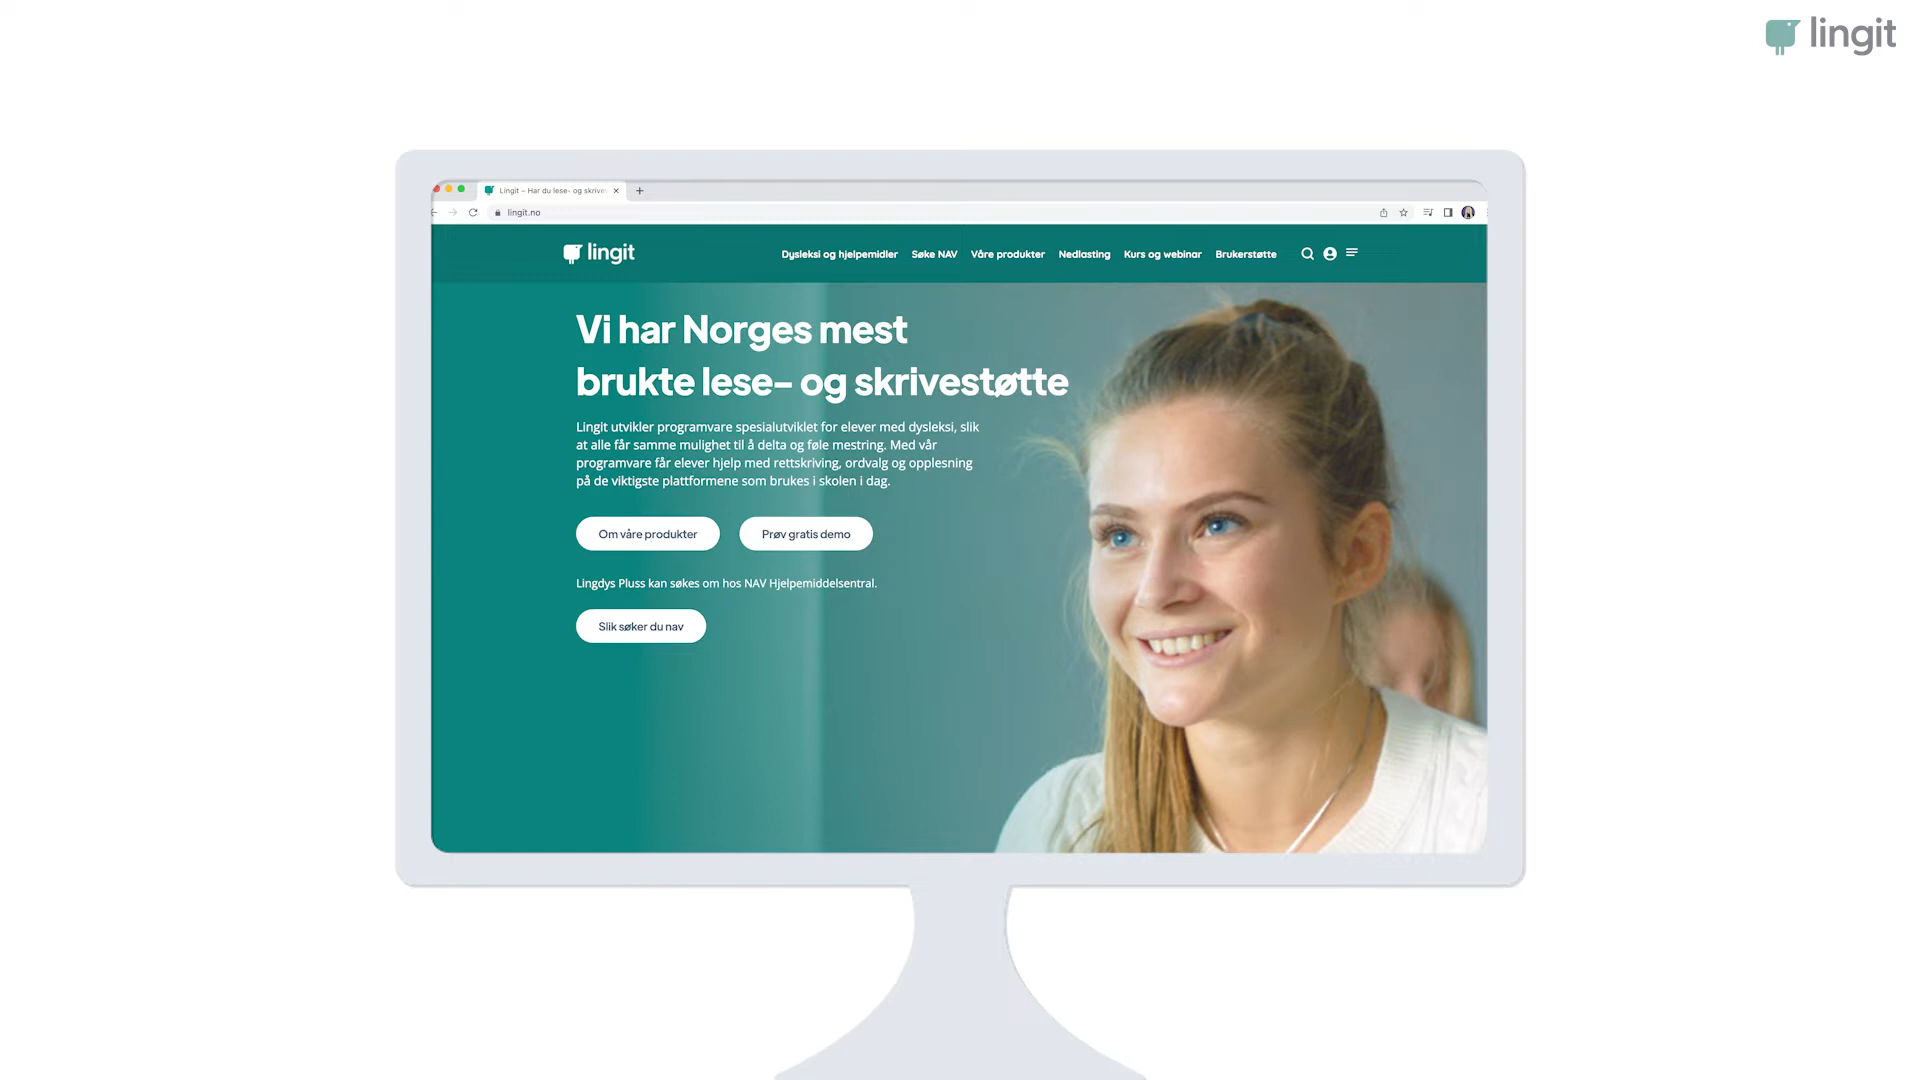 lingit
Lingit – Har du lese- og skrive
lingit.no
lingit
Dysleksi og hjelpemidler Søke NAV Våre produkter Nedlasting Kurs og webinar Brukerstøtte
Vi har Norges mest
brukte lese- og skrivestøtte
Lingit utvikler programvare spesialutviklet for elever med dysleksi, slik
at alle får samme mulighet til å delta og føle mestring. Med vår
programvare får elever hjelp med rettskriving, ordvalg og opplesning
på de viktigste plattformene som brukes i skolen i dag.
Om våre produkter Prøv gratis demo
Lingdys Pluss kan søkes om hos NAV Hjelpemiddelsentral.
Slik søker du nav